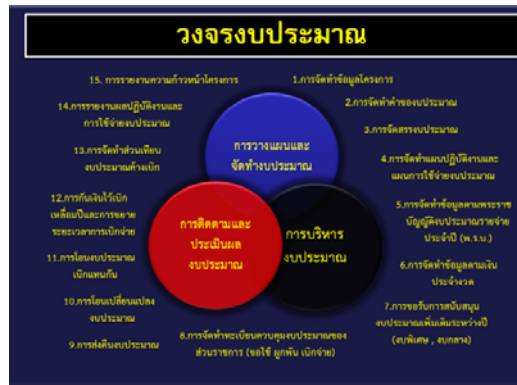 วงจรงบประมาณ
15. การรายงานความก้าวหน้าโครงการ
1.การจัดทำข้อมูลโครงการ
14.การรายงานผลปฏิบัติงานและ
การใช้จ่ายงบประมาณ
2.การจัดทำคำของบประมาณ
3.การจัดสรรงบประมาณ
13.การจัดทำส่วนเทียบ
งบประมาณค้างเบิก
การวางแผนและ
จัดทำงบประมาณ
4.การจัดทำแผนปฏิบัติงานและ
แผนการใช้จ่ายงบประมาณ
12.การกันเงินไว้เบิก
เหลื่อมปีและการขยาย
ระยะเวลาการเบิกจ่าย
5.การจัดทำข้อมูลตามพระราช
บัญญัติงบประมาณรายจ่าย
ประจำปี (พ.ร.บ.)
การติดตามและ
ประเมินผล
งบประมาณ
การบริหาร
งบประมาณ
11.การโอนงบประมาณ
เบิกแทนกัน
6.การจัดทำข้อมูลตามเงิน
ประจำงวด
10.การโอนเปลี่ยนแปลง
งบประมาณ
7.การขอรับการสนับสนุน
งบประมาณเพิ่มเติมระหว่างปี
(งบพิเศษ , งบกลาง)
9.การส่งคืนงบประมาณ
8.การจัดทำทะเบียนควบคุมงบประมาณของ
ส่วนราชการ (ขอใช้ ผูกพัน เบิกจ่าย)